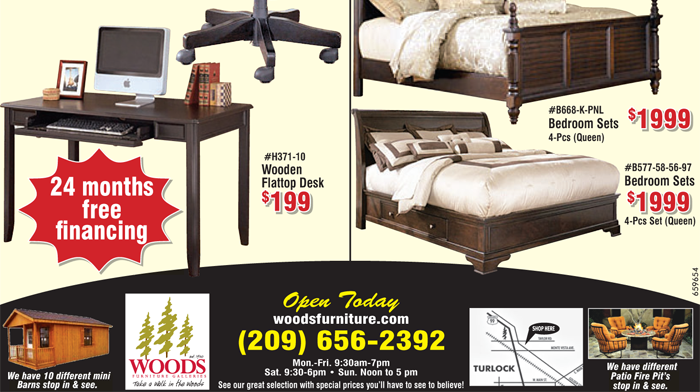 #H371-10
Wooden
Flattop Desk
$199
24 months
free
financing
#B668-K-PNL
Bedroom Sets
4-Pcs (Queen)
$1999
#B577-58-56-97
Bedroom Sets
$1999
4-Pcs Set (Queen)
659654
We have 10 different mini
Barns stop in & see.
WOODS
FURNITURE GALLERIES
Take a Walk in the Woods
Open Today
woodsfurniture.com
(209) 656-2392
Mon.-Fri. 9:30am-7pm
Sat. 9:30-6pm • Sun. Noon to 5 pm
See our great selection with special prices you'll have to see to believe!
99
SHOP HERE
TURLOCK
W. MAIN ST.
We have different
Patio Fire Pit's
stop in & see.